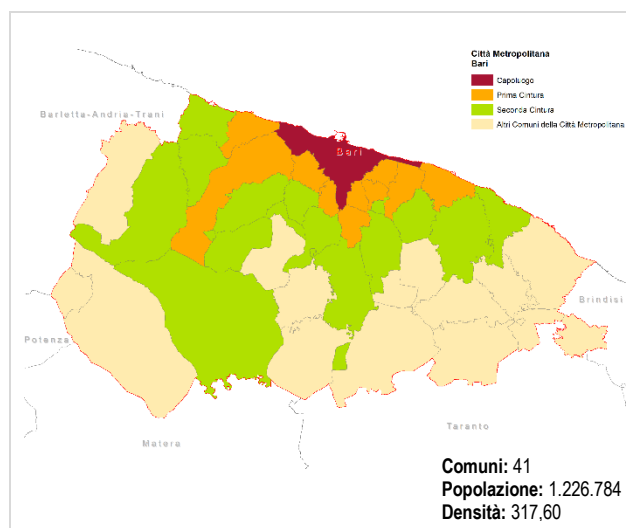 Città Metropolitana
Bari
Capoluogo
Prima Cintura
Seconda Cintura
Altri Comuni della Città Metropolitana
Barletta-Andria-Trani
Bari
Brindisi
Potenza
Taranto
Matera
Comuni: 41
Popolazione: 1.226.784
Densità: 317,60